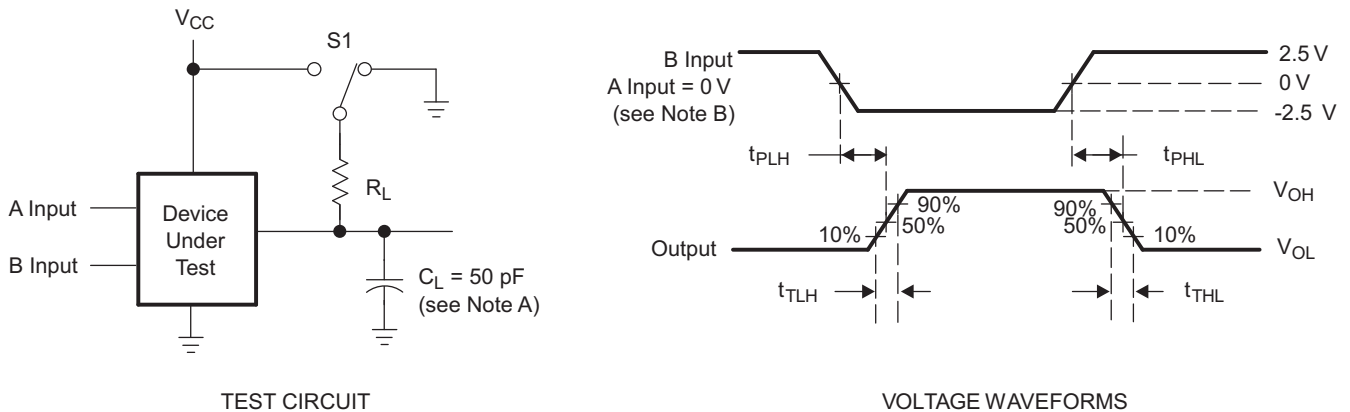 VCC
S1
RL
A Input
B Input
Device
Under
Test
CL = 50 pF
(see Note A)
TEST CIRCUIT
B Input
A Input = 0 V
(see Note B)
2.5 V
0 V
-2.5 V
tPLH
tPHL
VOH
90%
90%
50%
50%
10%
10%
Output
VOL
tTLH
tTHL
VOLTAGE WAVEFORMS